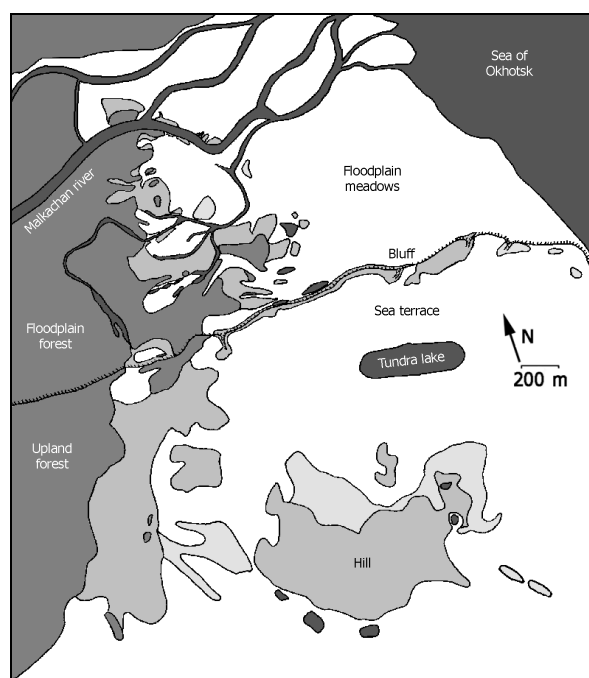 Sea of
Okhotsk
Floodplain
meadows
Malkachan river
Bluff
Sea terrace
Floodplain
forest
N
Tundra lake
200 m
Upland
forest
Hill